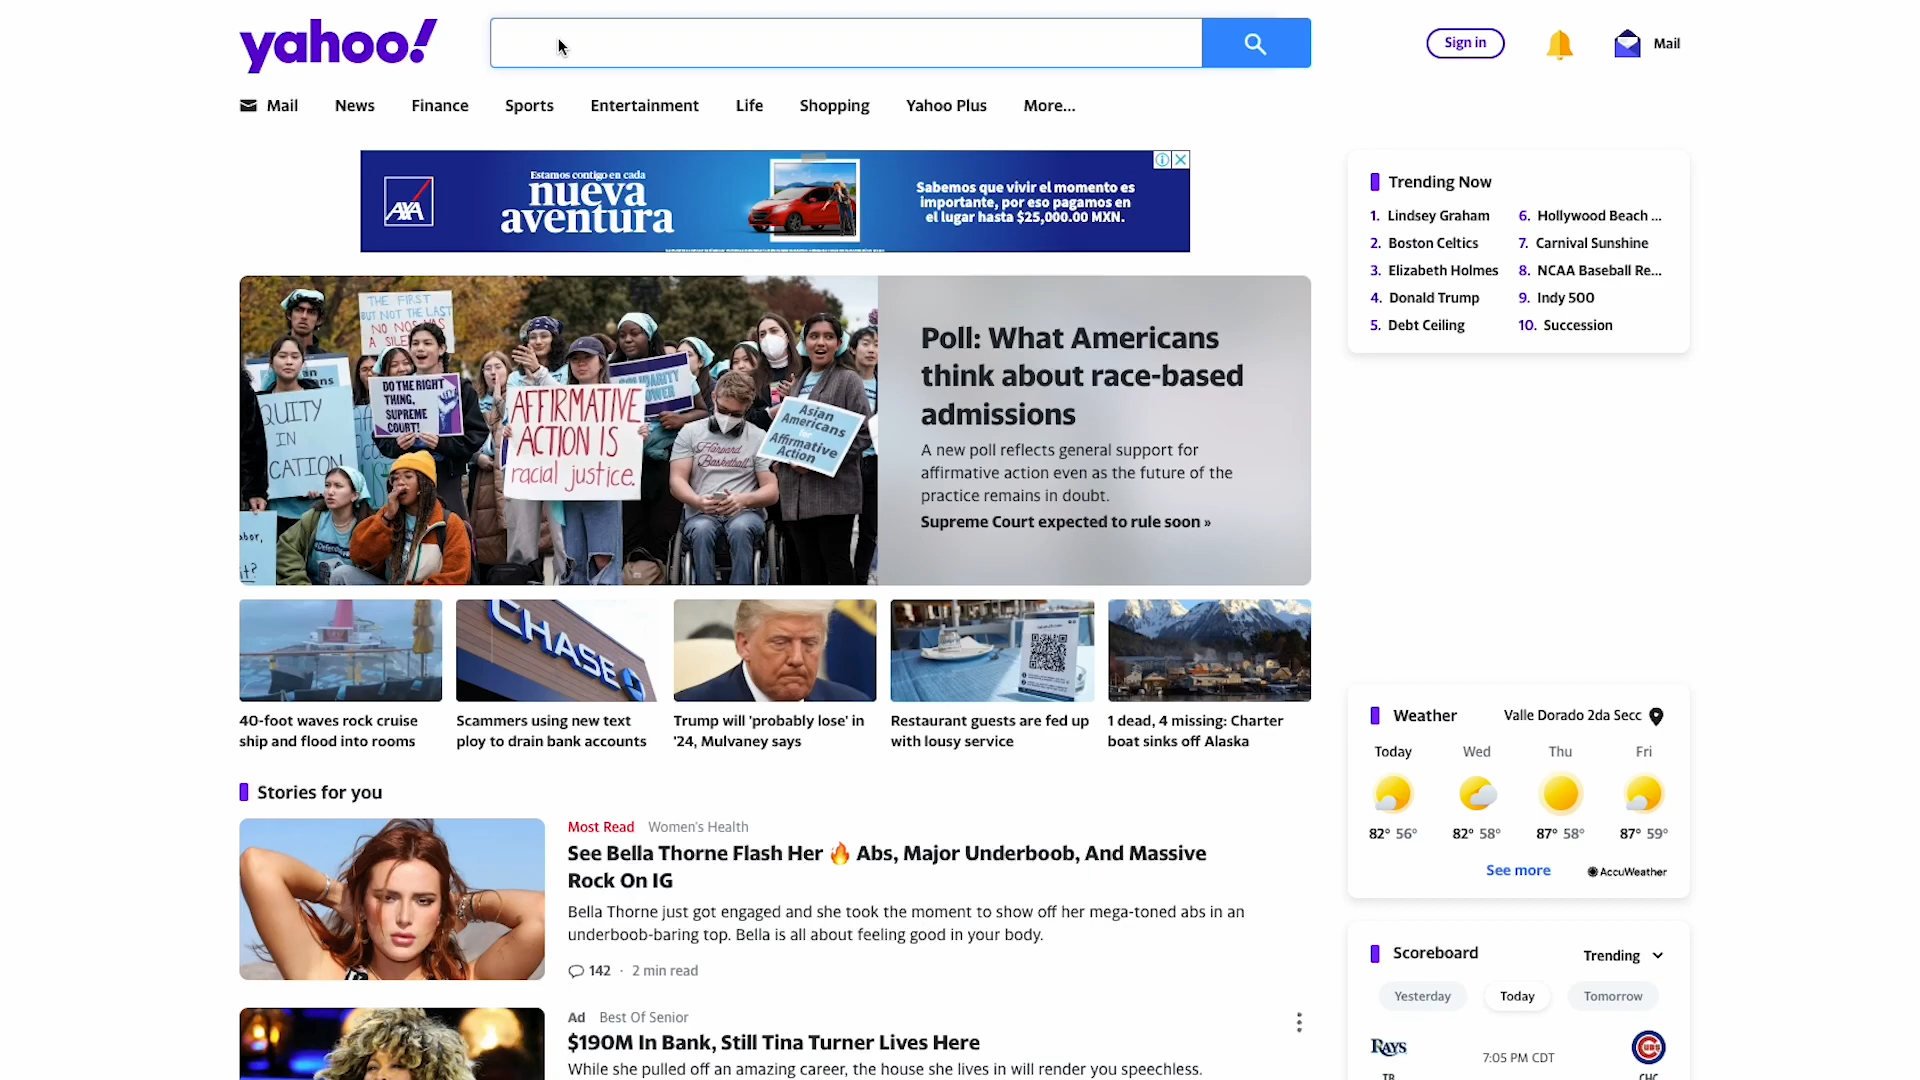 yahoo!
Sign in
Mail
Mail
News
Finance
Sports
Entertainment
Life
Shopping
Yahoo Plus
More...
AXA
Estamos contigo en cada
nueva
aventura
Sabemos que vivir el momento es
importante, por eso pagamos en
el lugar hasta $25,000.00 MXN.
Trending Now
1. Lindsey Graham
2. Boston Celtics
3. Elizabeth Holmes
4. Donald Trump
5. Debt Ceiling
6. Hollywood Beach ...
7. Carnival Sunshine
8. NCAA Baseball Re...
9. Indy 500
10. Succession
THE FIRST
BUT NOT THE LAST
DO THE RIGHT
THING,
SUPREME
COURT!
AFFIRMATIVE
ACTION IS
racial justice.
Asian
Americans
for
Affirmative
Action
Harvard
Basketball
Poll: What Americans
think about race-based
admissions
A new poll reflects general support for
affirmative action even as the future of the
practice remains in doubt.
Supreme Court expected to rule soon »
CHASE
40-foot waves rock cruise
ship and flood into rooms
Scammers using new text
ploy to drain bank accounts
Trump will 'probably lose' in
'24, Mulvaney says
Restaurant guests are fed up
with lousy service
1 dead, 4 missing: Charter
boat sinks off Alaska
Weather
Valle Dorado 2da Secc
Today
Wed
Thu
Fri
82° 56°
82° 58°
87° 58°
87° 59°
See more
AccuWeather
Stories for you
Most Read Women's Health
See Bella Thorne Flash Her 🔥 Abs, Major Underboob, And Massive
Rock On IG
Bella Thorne just got engaged and she took the moment to show off her mega-toned abs in an
underboob-baring top. Bella is all about feeling good in your body.
142 · 2 min read
Ad Best Of Senior
$190M In Bank, Still Tina Turner Lives Here
While she pulled off an amazing career, the house she lives in will render you speechless.
Scoreboard
Trending
Yesterday
Today
Tomorrow
RAYS
7:05 PM CDT
CUBS
TB
CHC